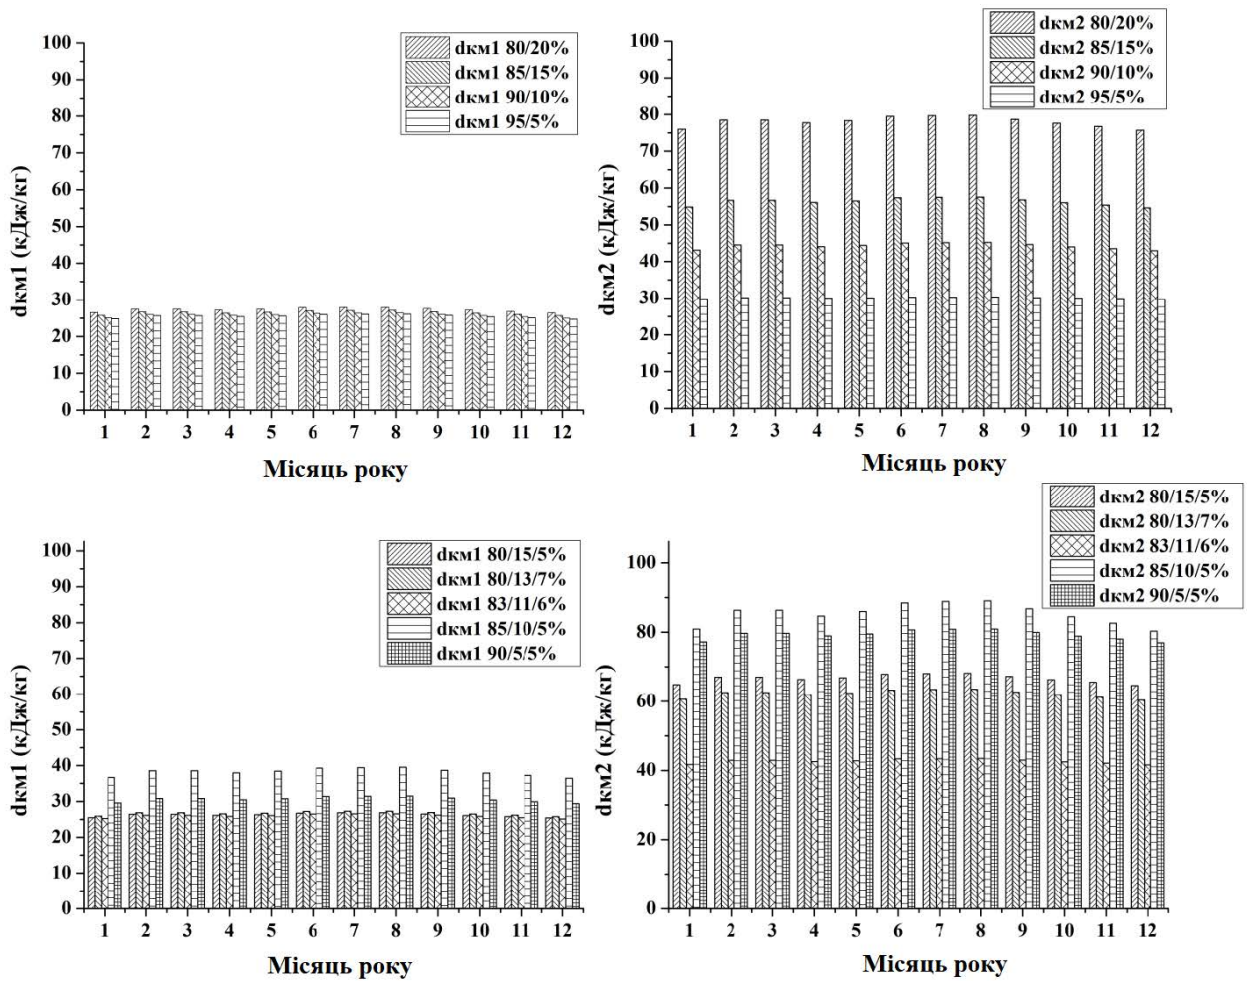 dкм1 80/20%
dкм1 85/15%
dкм1 90/10%
dкм1 95/5%
dкм1 (кДж/кг)
100
90
80
70
60
50
40
30
20
10
0
1 2 3 4 5 6 7 8 9 10 11 12
Місяць року
dкм2 80/20%
dкм2 85/15%
dкм2 90/10%
dкм2 95/5%
dкм2 (кДж/кг)
100
90
80
70
60
50
40
30
20
10
0
1 2 3 4 5 6 7 8 9 10 11 12
Місяць року
dкм1 80/15/5%
dкм1 80/13/7%
dкм1 83/11/6%
dкм1 85/10/5%
dкм1 90/5/5%
dкм1 (кДж/кг)
100
90
80
70
60
50
40
30
20
10
0
1 2 3 4 5 6 7 8 9 10 11 12
Місяць року
dкм2 80/15/5%
dкм2 80/13/7%
dкм2 83/11/6%
dкм2 85/10/5%
dкм2 90/5/5%
dкм2 (кДж/кг)
100
80
60
40
20
0
1 2 3 4 5 6 7 8 9 10 11 12
Місяць року